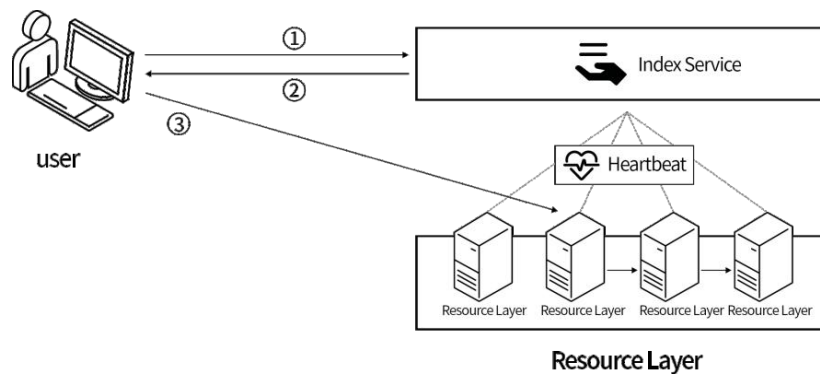 ①
Index Service
②
③
user
Heartbeat
Resource Layer
Resource Layer
Resource Layer
Resource Layer
Resource Layer